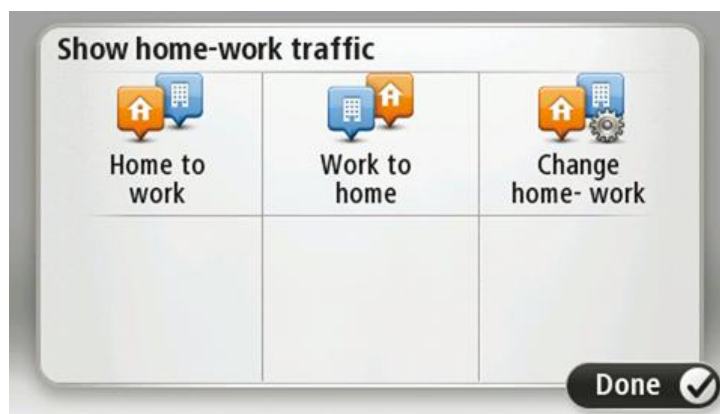 Show home-work traffic
Home to
work
Work to
home
Change
home- work
Done